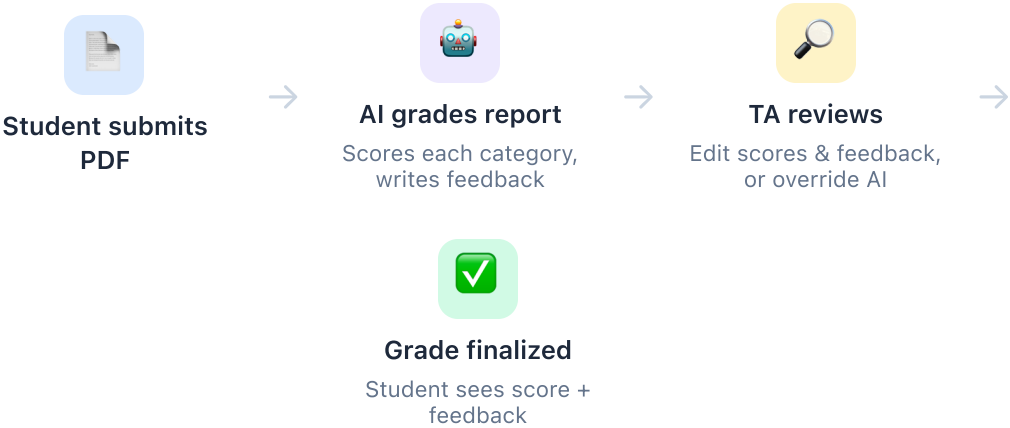 Student submits
PDF
AI grades report
Scores each category,
writes feedback
TA reviews
Edit scores & feedback,
or override AI
Grade finalized
Student sees score +
feedback